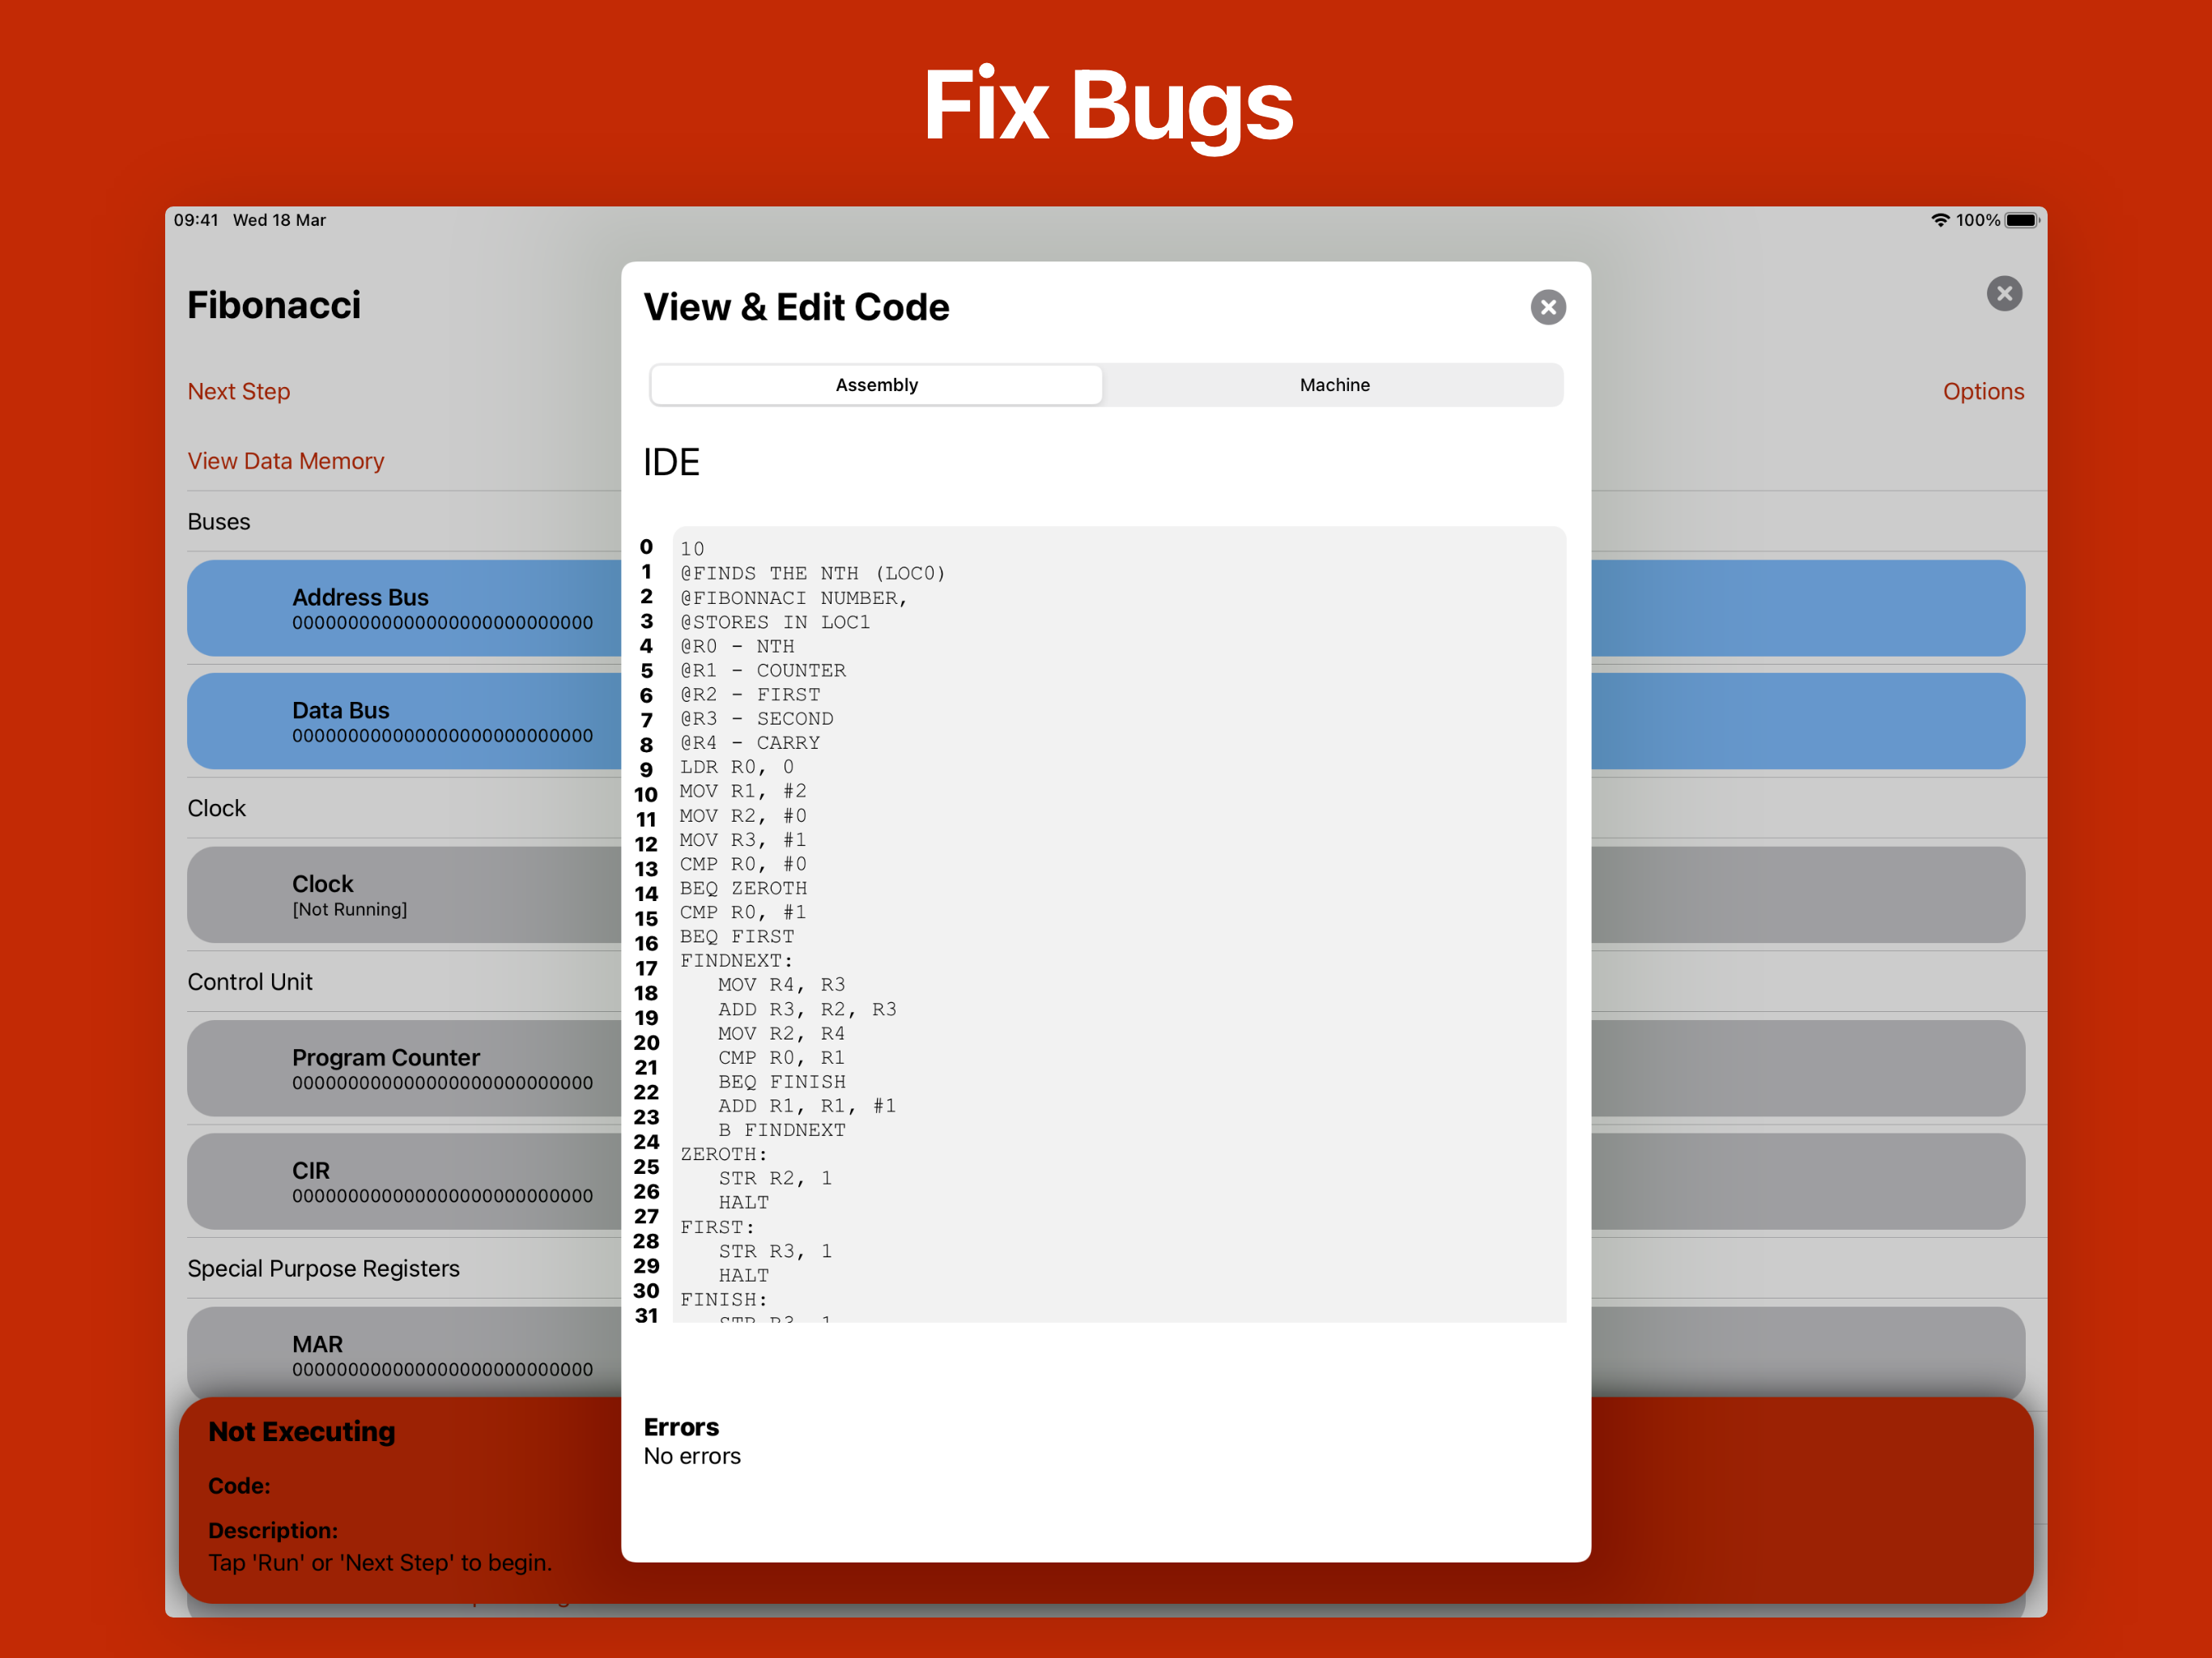 Fix Bugs
09:41 Wed 18 Mar
100%
Fibonacci
Next Step
Options
View Data Memory
Buses
Address Bus
000000000000000000000000000
Data Bus
000000000000000000000000000
Clock
Clock
[Not Running]
Control Unit
Program Counter
000000000000000000000000000
CIR
000000000000000000000000000
Special Purpose Registers
MAR
000000000000000000000000000
Not Executing
Code:
Description:
Tap 'Run' or 'Next Step' to begin.
View & Edit Code
Assembly
Machine
IDE
0 10
1 @FINDS THE NTH (LOC0)
2 @FIBONNACI NUMBER,
3 @STORES IN LOC1
4 @R0 - NTH
5 @R1 - COUNTER
6 @R2 - FIRST
7 @R3 - SECOND
8 @R4 - CARRY
9 LDR R0, 0
10 MOV R1, #2
11 MOV R2, #0
12 MOV R3, #1
13 CMP R0, #0
14 BEQ ZEROTH
15 CMP R0, #1
16 BEQ FIRST
17 FINDNEXT:
18 MOV R4, R3
19 ADD R3, R2, R3
20 MOV R2, R4
21 CMP R0, R1
22 BEQ FINISH
23 ADD R1, R1, #1
24 B FINDNEXT
25 ZEROTH:
26 STR R2, 1
27 HALT
28 FIRST:
29 STR R3, 1
30 HALT
31 FINISH:
STR R3, 1
Errors
No errors